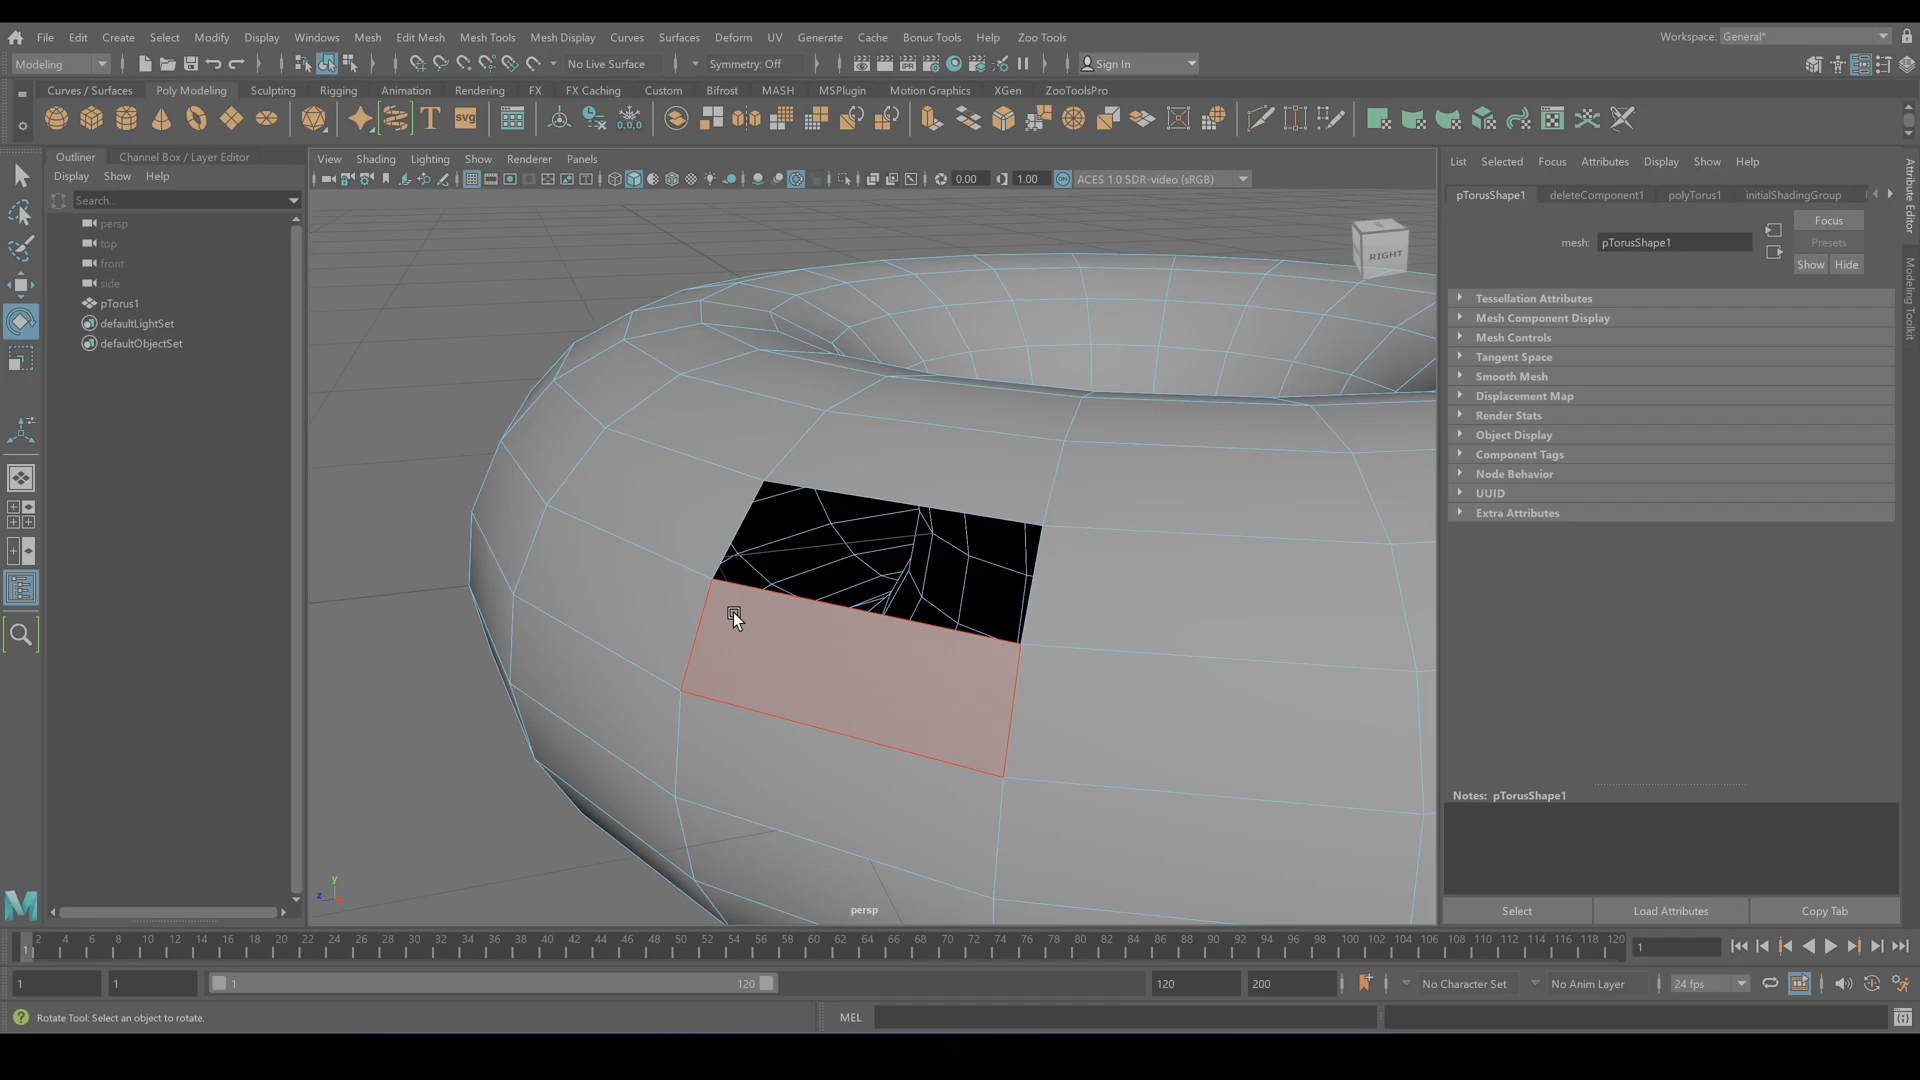 File Edit Create Select Modify Display Windows Mesh Edit Mesh Mesh Tools Mesh Display Curves Surfaces Deform UV Generate Cache Bonus Tools Help Zoo Tools Workspace: General*
Modeling No Live Surface Symmetry: Off Sign In
Curves / Surfaces Poly Modeling Sculpting Rigging Animation Rendering FX FX Caching Custom Bifrost MASH MSPlugin Motion Graphics XGen ZooToolsPro
T SVG 0,0,0
Outliner Channel Box / Layer Editor
Display Show Help
Search...
persp
top
front
side
pTorus1
defaultLightSet
defaultObjectSet
View Shading Lighting Show Renderer Panels
0.00 1.00 ON ACES 1.0 SDR-video (sRGB)
RIGHT
y
z
persp
List Selected Focus Attributes Display Show Help
pTorusShape1 deleteComponent1 polyTorus1 initialShadingGroup
Focus
mesh: pTorusShape1 Presets
Show Hide
Tessellation Attributes
Mesh Component Display
Mesh Controls
Tangent Space
Smooth Mesh
Displacement Map
Render Stats
Object Display
Component Tags
Node Behavior
UUID
Extra Attributes
Notes: pTorusShape1
Select Load Attributes Copy Tab
Attribute Editor
Modeling Toolkit
1 2 4 6 8 10 12 14 16 18 20 22 24 26 28 30 32 34 36 38 40 42 44 46 48 50 52 54 56 58 60 62 64 66 68 70 72 74 76 78 80 82 84 86 88 90 92 94 96 98 100 102 104 106 108 110 112 114 116 118 120 1
1 1 1 120 120 200 No Character Set No Anim Layer 24 fps
Rotate Tool: Select an object to rotate. MEL